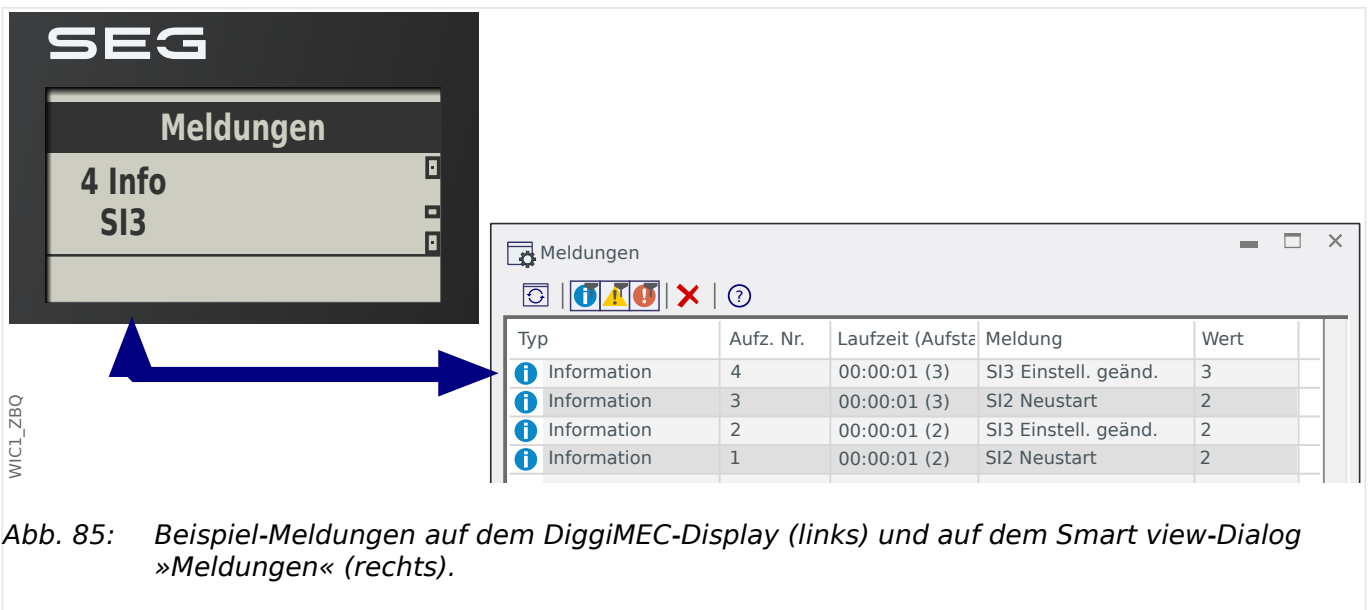 SEG
Meldungen
4 Info
SI3
Meldungen
Typ Aufz. Nr. Laufzeit (Aufsta Meldung Wert
Information 4 00:00:01 (3) SI3 Einstell. geänd. 3
Information 3 00:00:01 (3) SI2 Neustart 2
Information 2 00:00:01 (2) SI3 Einstell. geänd. 2
Information 1 00:00:01 (2) SI2 Neustart 2
WIC1_ZBQ
Abb. 85: Beispiel-Meldungen auf dem DiggiMEC-Display (links) und auf dem Smart view-Dialog
»Meldungen« (rechts).